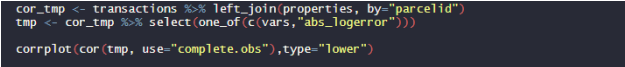 cor_tmp <- transactions %>% left_join(properties, by="parcelid")
tmp <- cor_tmp %>% select(one_of(c(vars,"abs_logerror")))
corrplot(cor(tmp, use="complete.obs"),type="lower")